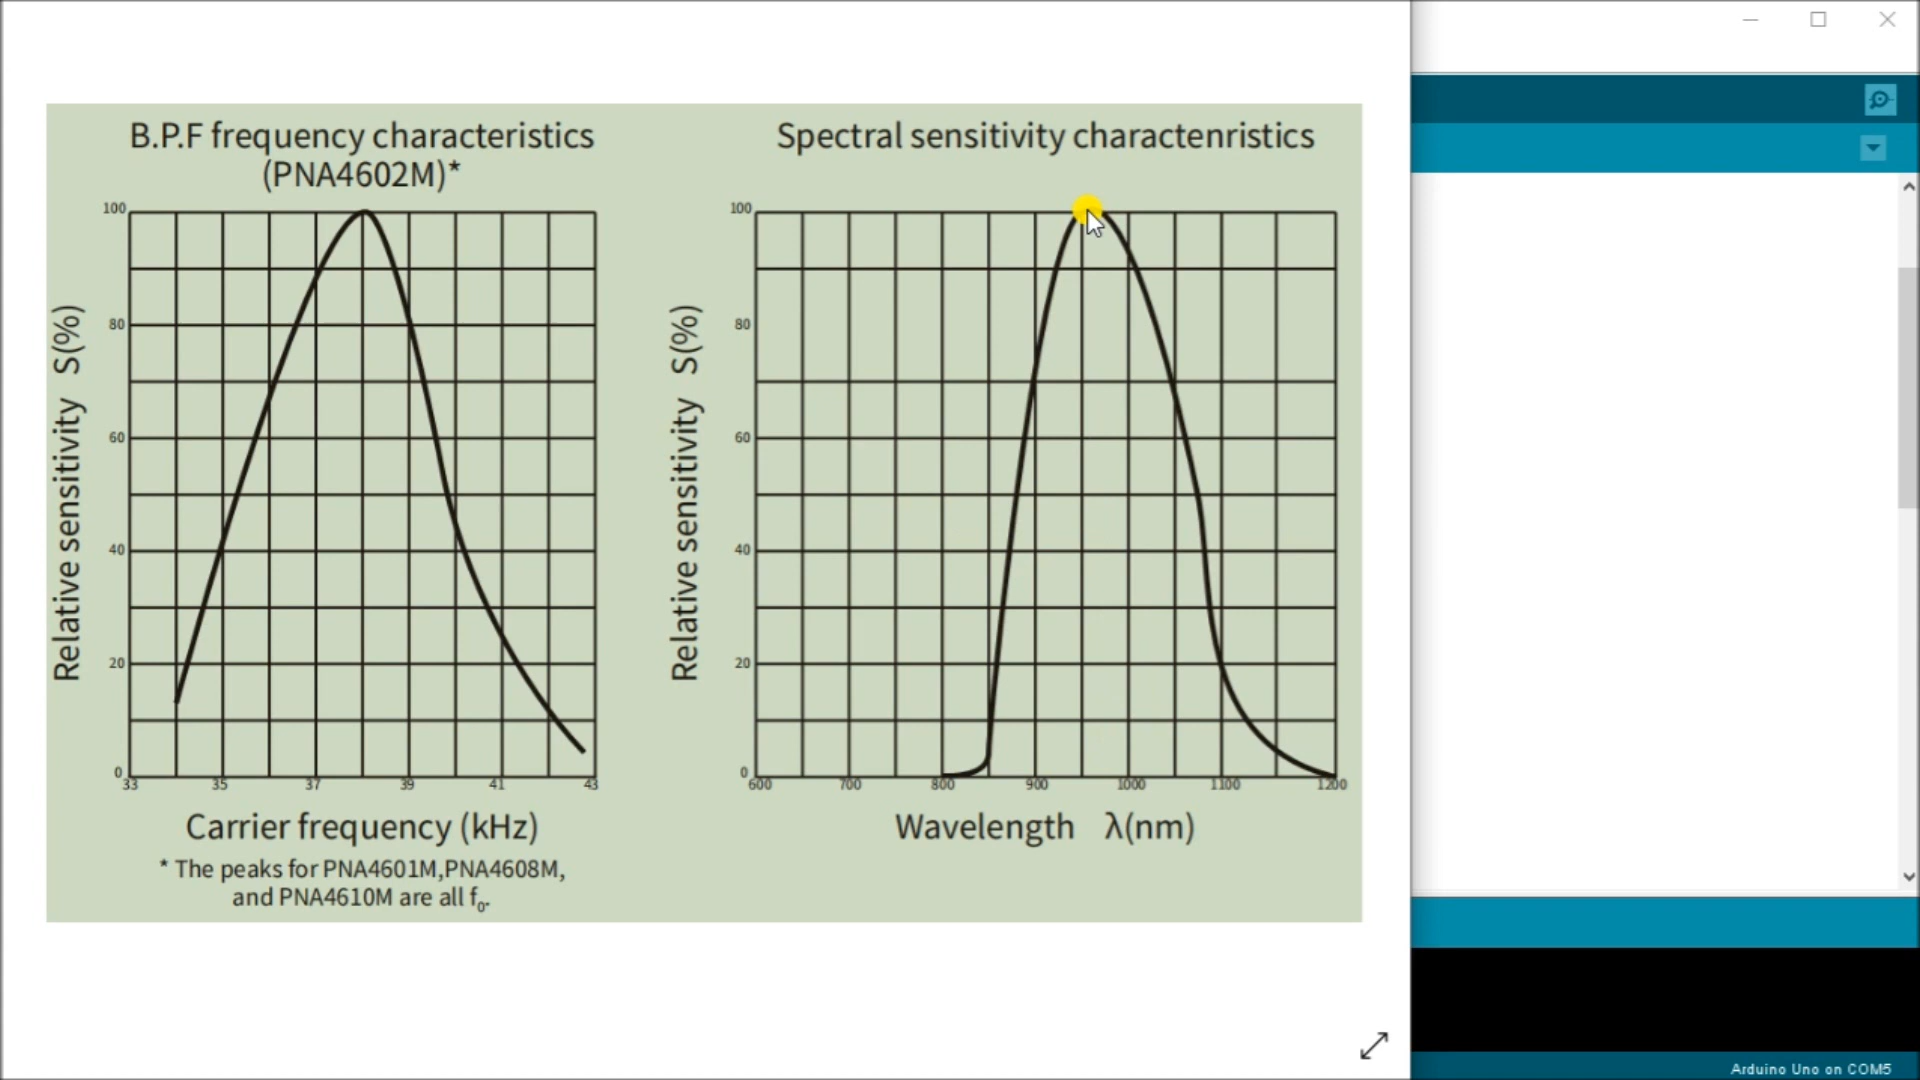 B.P.F frequency characteristics
(PNA4602M)*
100
80
60
40
20
0
33 35 37 39 41 43
Relative sensitivity S(%)
Carrier frequency (kHz)
* The peaks for PNA4601M,PNA4608M,
and PNA4610M are all f0.
Spectral sensitivity charactenristics
100
80
60
40
20
0
600 700 800 900 1000 1100 1200
Relative sensitivity S(%)
Wavelength λ(nm)
Arduino Uno on COM5